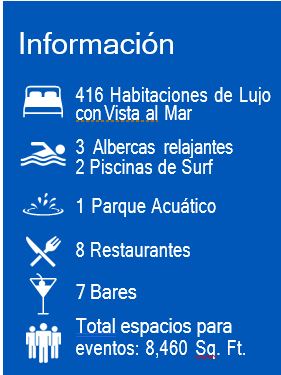 Información
416 Habitaciones de Lujo
con Vista al Mar
3 Albercas relajantes
2 Piscinas de Surf
1 Parque Acuático
8 Restaurantes
7 Bares
Total espacios para
eventos: 8,460 Sq. Ft.